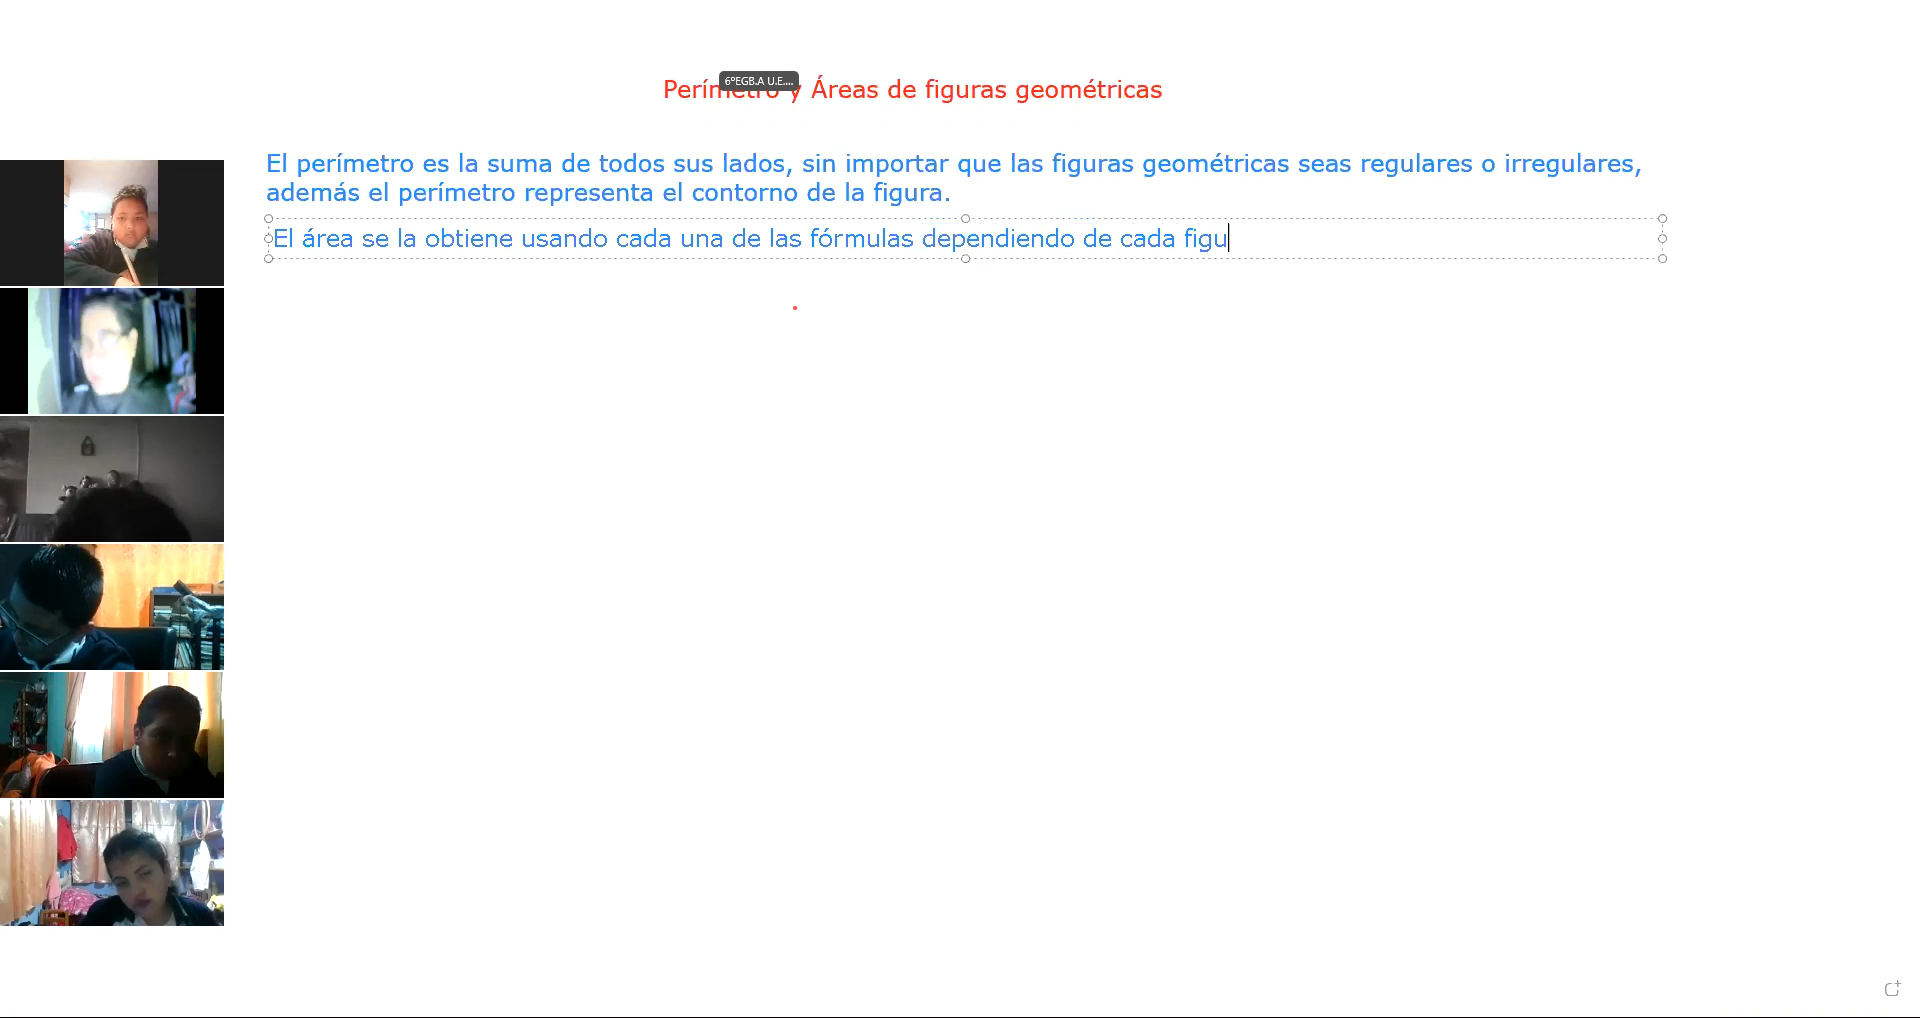 6ºEGB.A U.E....
Perímetro y Áreas de figuras geométricas
El perímetro es la suma de todos sus lados, sin importar que las figuras geométricas seas regulares o irregulares,
además el perímetro representa el contorno de la figura.
El área se la obtiene usando cada una de las fórmulas dependiendo de cada figu